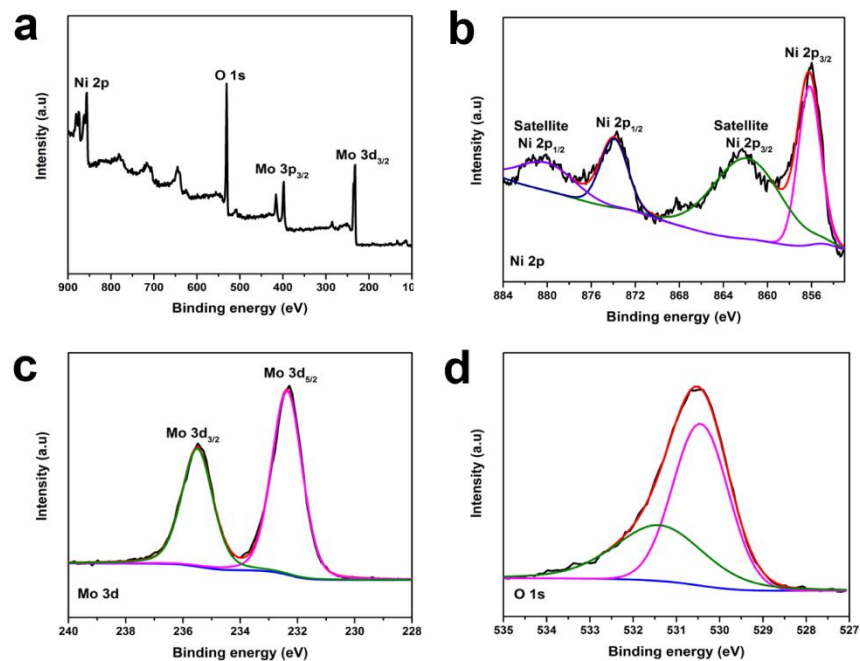 a
Ni 2p
O 1s
Mo 3p3/2
Mo 3d3/2
Intensity (a.u)
900 800 700 600 500 400 300 200 10
Binding energy (eV)
b
Ni 2p3/2
Satellite
Ni 2p1/2
Ni 2p1/2
Satellite
Ni 2p3/2
Intensity (a.u)
Ni 2p
884 880 876 872 868 864 860 856
Binding energy (eV)
c
Mo 3d5/2
Mo 3d3/2
Intensity (a.u)
Mo 3d
240 238 236 234 232 230 228
Binding energy (eV)
d
Intensity (a.u)
O 1s
535 534 533 532 531 530 529 528 527
Binding energy (eV)